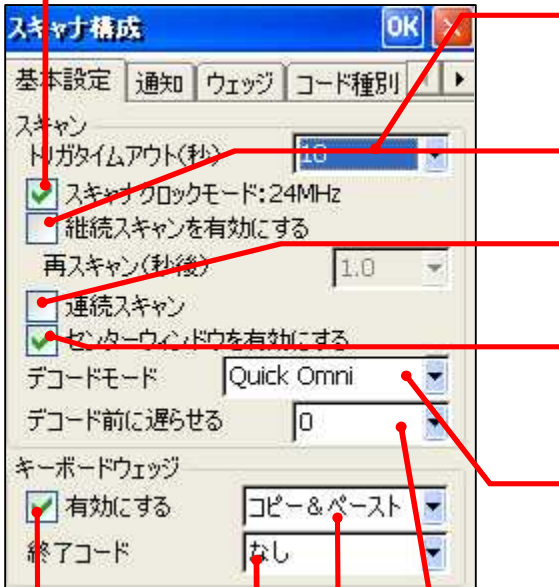 スキャナ構成 OK
基本設定 通知 ウェッジ コード種別
スキャン
トリガタイムアウト(秒) 10
スキャナクロックモード:24MHz
継続スキャンを有効にする
再スキャン(秒後) 1.0
連続スキャン
センターウィンドウを有効にする
デコードモード Quick Omni
デコード前に遅らせる 0
キーボードウェッジ
有効にする コピー&ペースト
終了コード なし